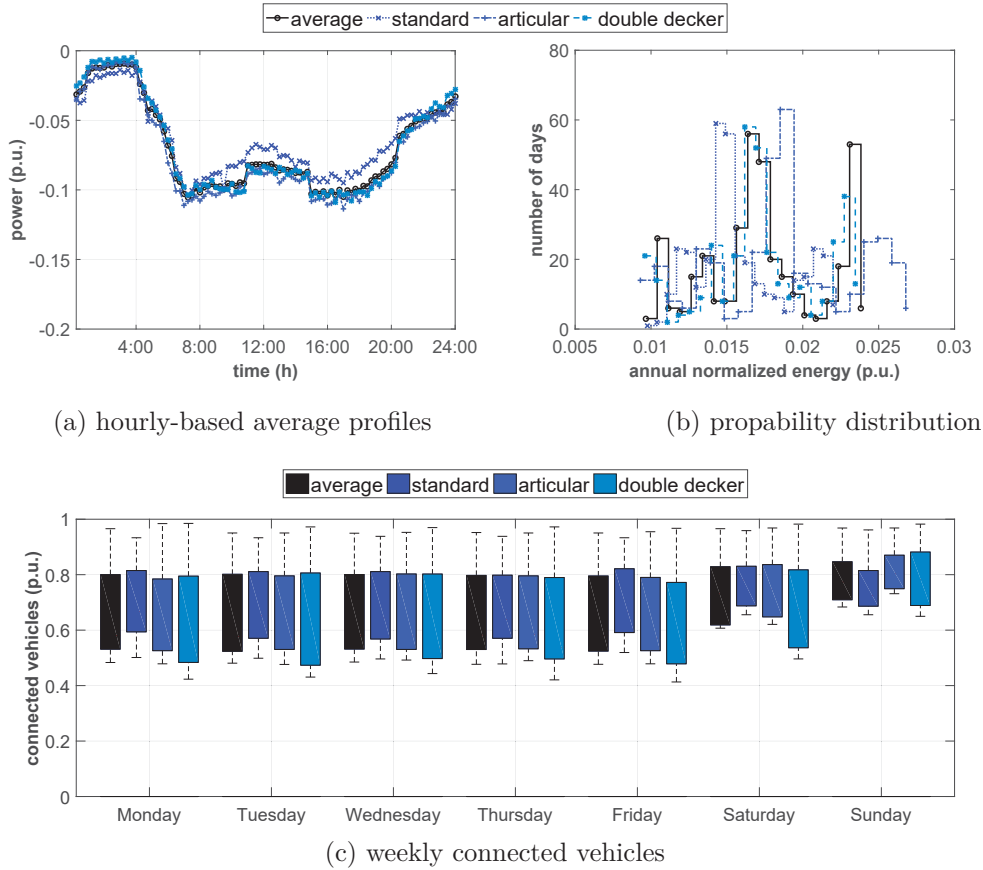 average standard articular double decker
0
-0.05
-0.1
-0.15
-0.2
power (p.u.)
4:00 8:00 12:00 16:00 20:00 24:00
time (h)
80
60
40
20
0
number of days
0.005 0.01 0.015 0.02 0.025 0.03
annual normalized energy (p.u.)
(a) hourly-based average profiles
(b) propability distribution
average standard articular double decker
1
0.8
0.6
0.4
0.2
0
connected vehicles (p.u.)
Monday Tuesday Wednesday Thursday Friday Saturday Sunday
(c) weekly connected vehicles